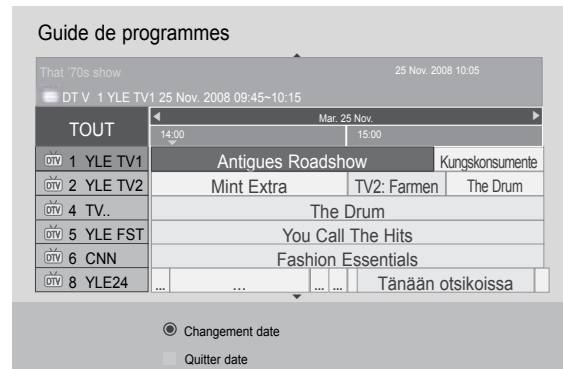 Guide de programmes
That '70s show 25 Nov. 2008 10:05
DT V 1 YLE TV1 25 Nov. 2008 09:45~10:15
TOUT
Mar. 25 Nov.
14:00 15:00
DTV 1 YLE TV1 Antigues Roadshow Kungskonsumente
DTV 2 YLE TV2 Mint Extra TV2: Farmen The Drum
DTV 4 TV.. The Drum
DTV 5 YLE FST You Call The Hits
DTV 6 CNN Fashion Essentials
DTV 8 YLE24 ... ... ... ... Tänään otsikoissa
Changement date
Quitter date